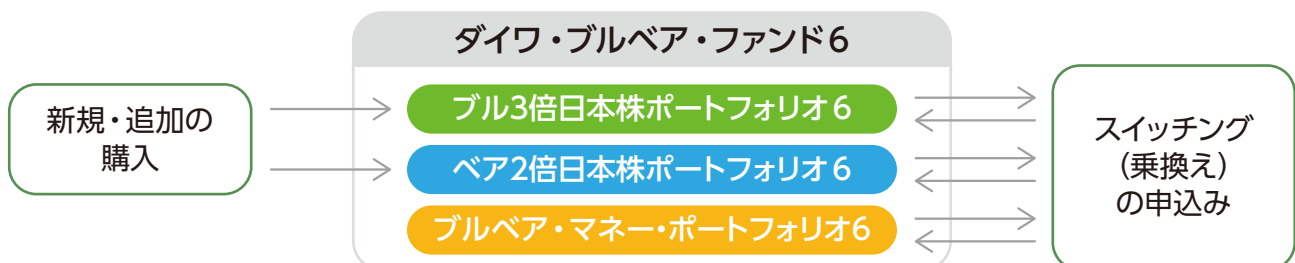 ダイワ・ブルベア・ファンド6
新規・追加の
購入
ブル3倍日本株ポートフォリオ6
ベア2倍日本株ポートフォリオ6
ブルベア・マネー・ポートフォリオ6
スイッチング
(乗換え)
の申込み